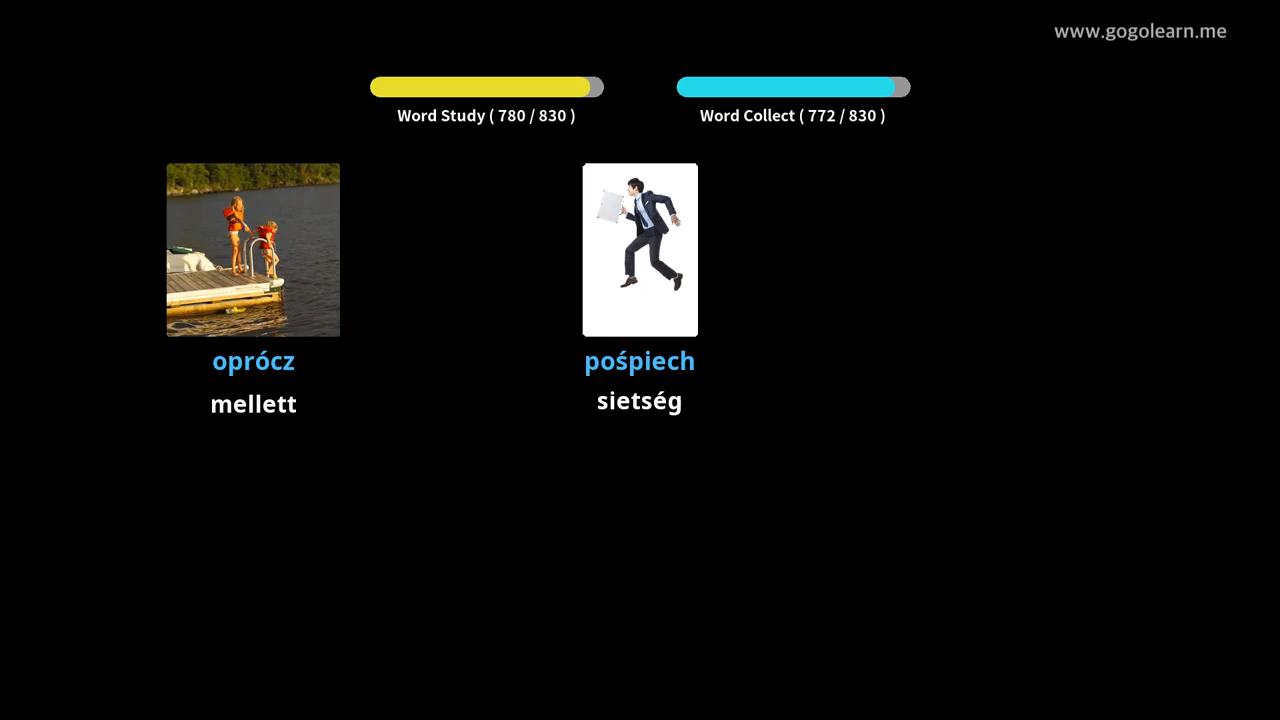 www.gogolearn.me
Word Study ( 780 / 830 )
Word Collect ( 772 / 830 )
oprócz
mellett
pośpiech
sietség